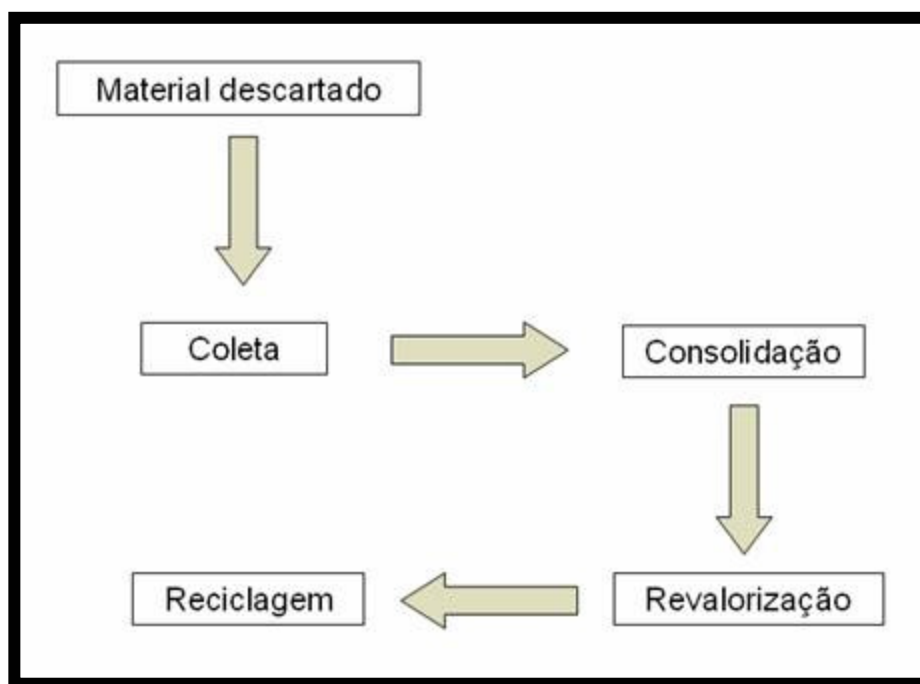 Material descartado
Coleta
Consolidação
Revalorização
Reciclagem